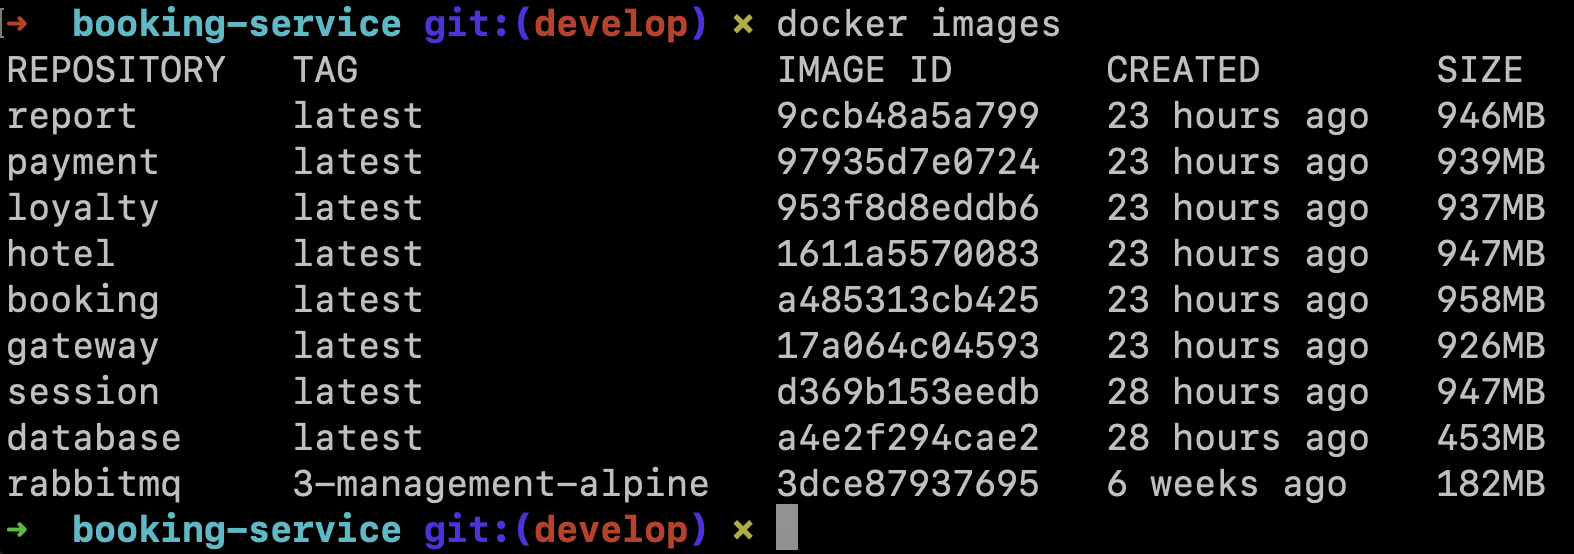 ➜  booking-service git:(develop) ✗ docker images
REPOSITORY   TAG                   IMAGE ID       CREATED        SIZE
report       latest                9ccb48a5a799   23 hours ago   946MB
payment      latest                97935d7e0724   23 hours ago   939MB
loyalty      latest                953f8d8eddb6   23 hours ago   937MB
hotel        latest                1611a5570083   23 hours ago   947MB
booking      latest                a485313cb425   23 hours ago   958MB
gateway      latest                17a064c04593   23 hours ago   926MB
session      latest                d369b153eedb   28 hours ago   947MB
database     latest                a4e2f294cae2   28 hours ago   453MB
rabbitmq     3-management-alpine   3dce87937695   6 weeks ago    182MB
➜  booking-service git:(develop) ✗